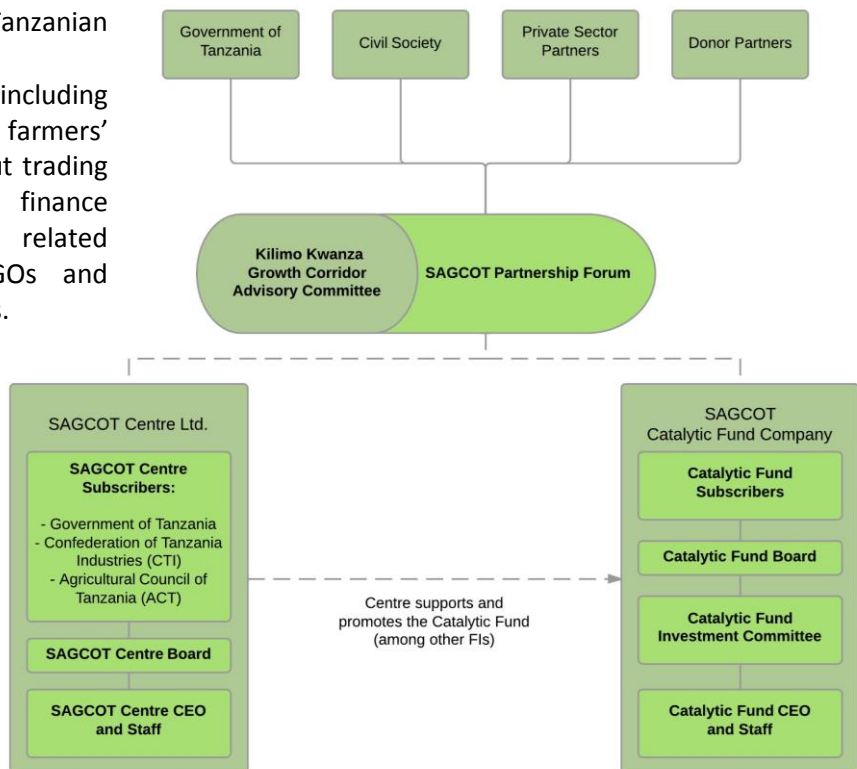 Tanzanian
including
farmers’
trading
finance
related
and
Government of
Tanzania
Civil Society
Private Sector
Partners
Donor Partners
Kilimo Kwanza
Growth Corridor
Advisory Committee
SAGCOT Partnership Forum
SAGCOT Centre Ltd.
SAGCOT Centre
Subscribers:
- Government of Tanzania
- Confederation of Tanzania
Industries (CTI)
- Agricultural Council of
Tanzania (ACT)
SAGCOT Centre Board
SAGCOT Centre CEO
and Staff
Centre supports and
promotes the Catalytic Fund
(among other FIs)
SAGCOT
Catalytic Fund Company
Catalytic Fund
Subscribers
Catalytic Fund Board
Catalytic Fund
Investment Committee
Catalytic Fund CEO
and Staff